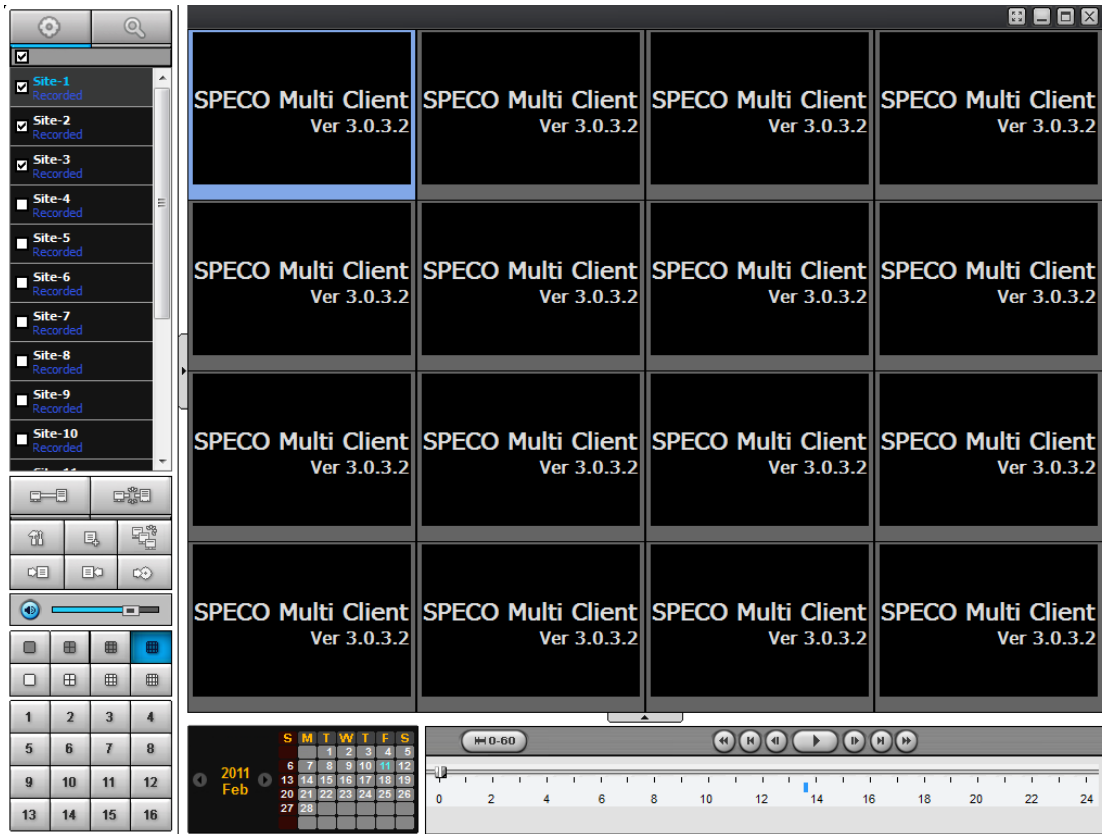 Site-1
Recorded
Site-2
Recorded
Site-3
Recorded
Site-4
Recorded
Site-5
Recorded
Site-6
Recorded
Site-7
Recorded
Site-8
Recorded
Site-9
Recorded
Site-10
Recorded
1 2 3 4
5 6 7 8
9 10 11 12
13 14 15 16
SPECO Multi Client SPECO Multi Client SPECO Multi Client SPECO Multi Client
Ver 3.0.3.2 Ver 3.0.3.2 Ver 3.0.3.2 Ver 3.0.3.2
SPECO Multi Client SPECO Multi Client SPECO Multi Client SPECO Multi Client
Ver 3.0.3.2 Ver 3.0.3.2 Ver 3.0.3.2 Ver 3.0.3.2
SPECO Multi Client SPECO Multi Client SPECO Multi Client SPECO Multi Client
Ver 3.0.3.2 Ver 3.0.3.2 Ver 3.0.3.2 Ver 3.0.3.2
SPECO Multi Client SPECO Multi Client SPECO Multi Client SPECO Multi Client
Ver 3.0.3.2 Ver 3.0.3.2 Ver 3.0.3.2 Ver 3.0.3.2
2011
Feb
S M T W T F S
1 2 3 4 5
6 7 8 9 10 11 12
13 14 15 16 17 18 19
20 21 22 23 24 25 26
27 28
0-60
0 2 4 6 8 10 12 14 16 18 20 22 24